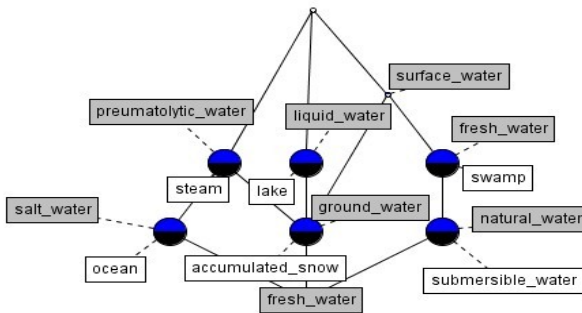 surface_water
preumatolytic_water
liquid_water
fresh_water
steam
lake
swamp
salt_water
ground_water
natural_water
ocean
accumulated_snow
submersible_water
fresh_water